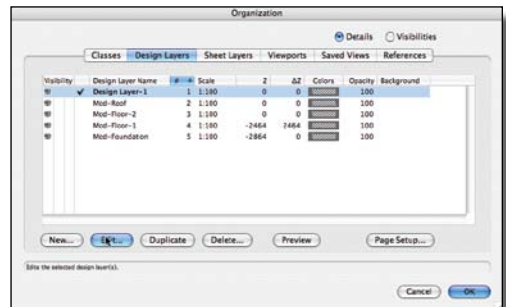 Organization
Details Visibilities
Classes Design Layers Sheet Layers Viewports Saved Views References
Visibility Design Layer Name # Scale Z ΔZ Colors Opacity Background
Design Layer-1 1 1:100 0 0 100
Mod-Roof 2 1:100 0 0 100
Mod-Floor-2 3 1:100 0 0 100
Mod-Floor-1 4 1:100 -2464 2464 100
Mod-Foundation 5 1:100 -2864 0 100
New... Edit... Duplicate Delete... Preview Page Setup...
Edits the selected design layer(s).
Cancel OK